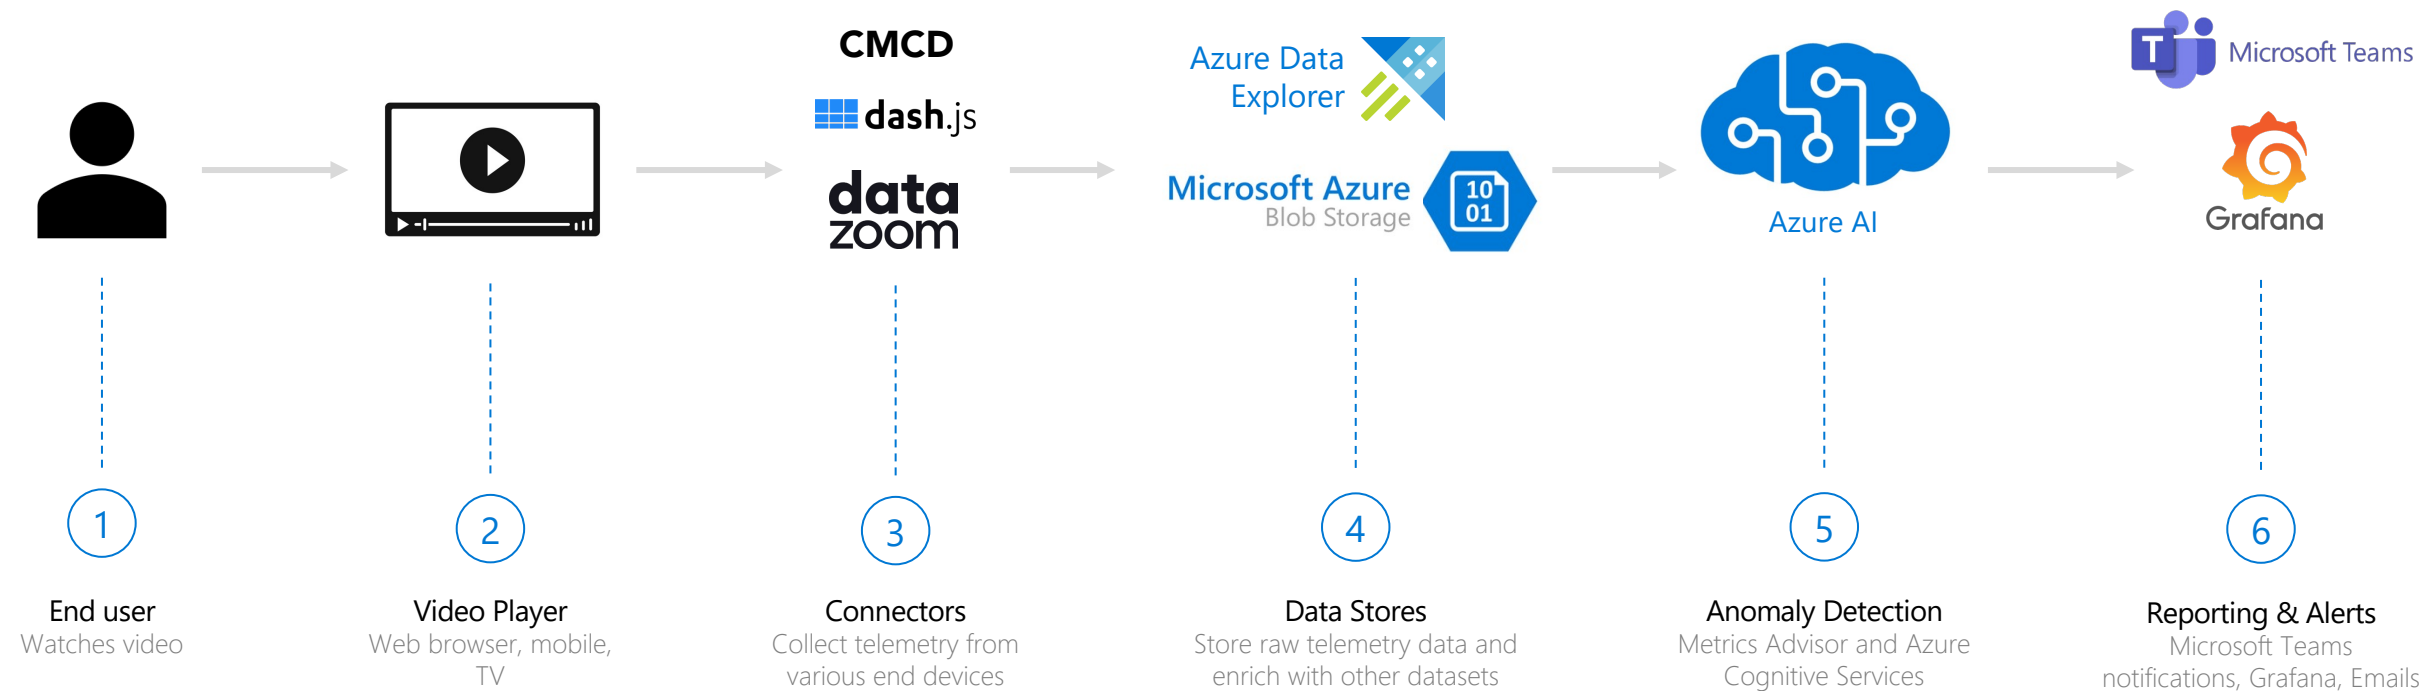 CMCD
dash.js
data
zoom
Azure Data
Explorer
Microsoft Azure
Blob Storage
10
01
Azure AI
T
Microsoft Teams
Grafana
1
End user
Watches video
2
Video Player
Web browser, mobile,
TV
3
Connectors
Collect telemetry from
various end devices
4
Data Stores
Store raw telemetry data and
enrich with other datasets
5
Anomaly Detection
Metrics Advisor and Azure
Cognitive Services
6
Reporting & Alerts
Microsoft Teams
notifications, Grafana, Emails